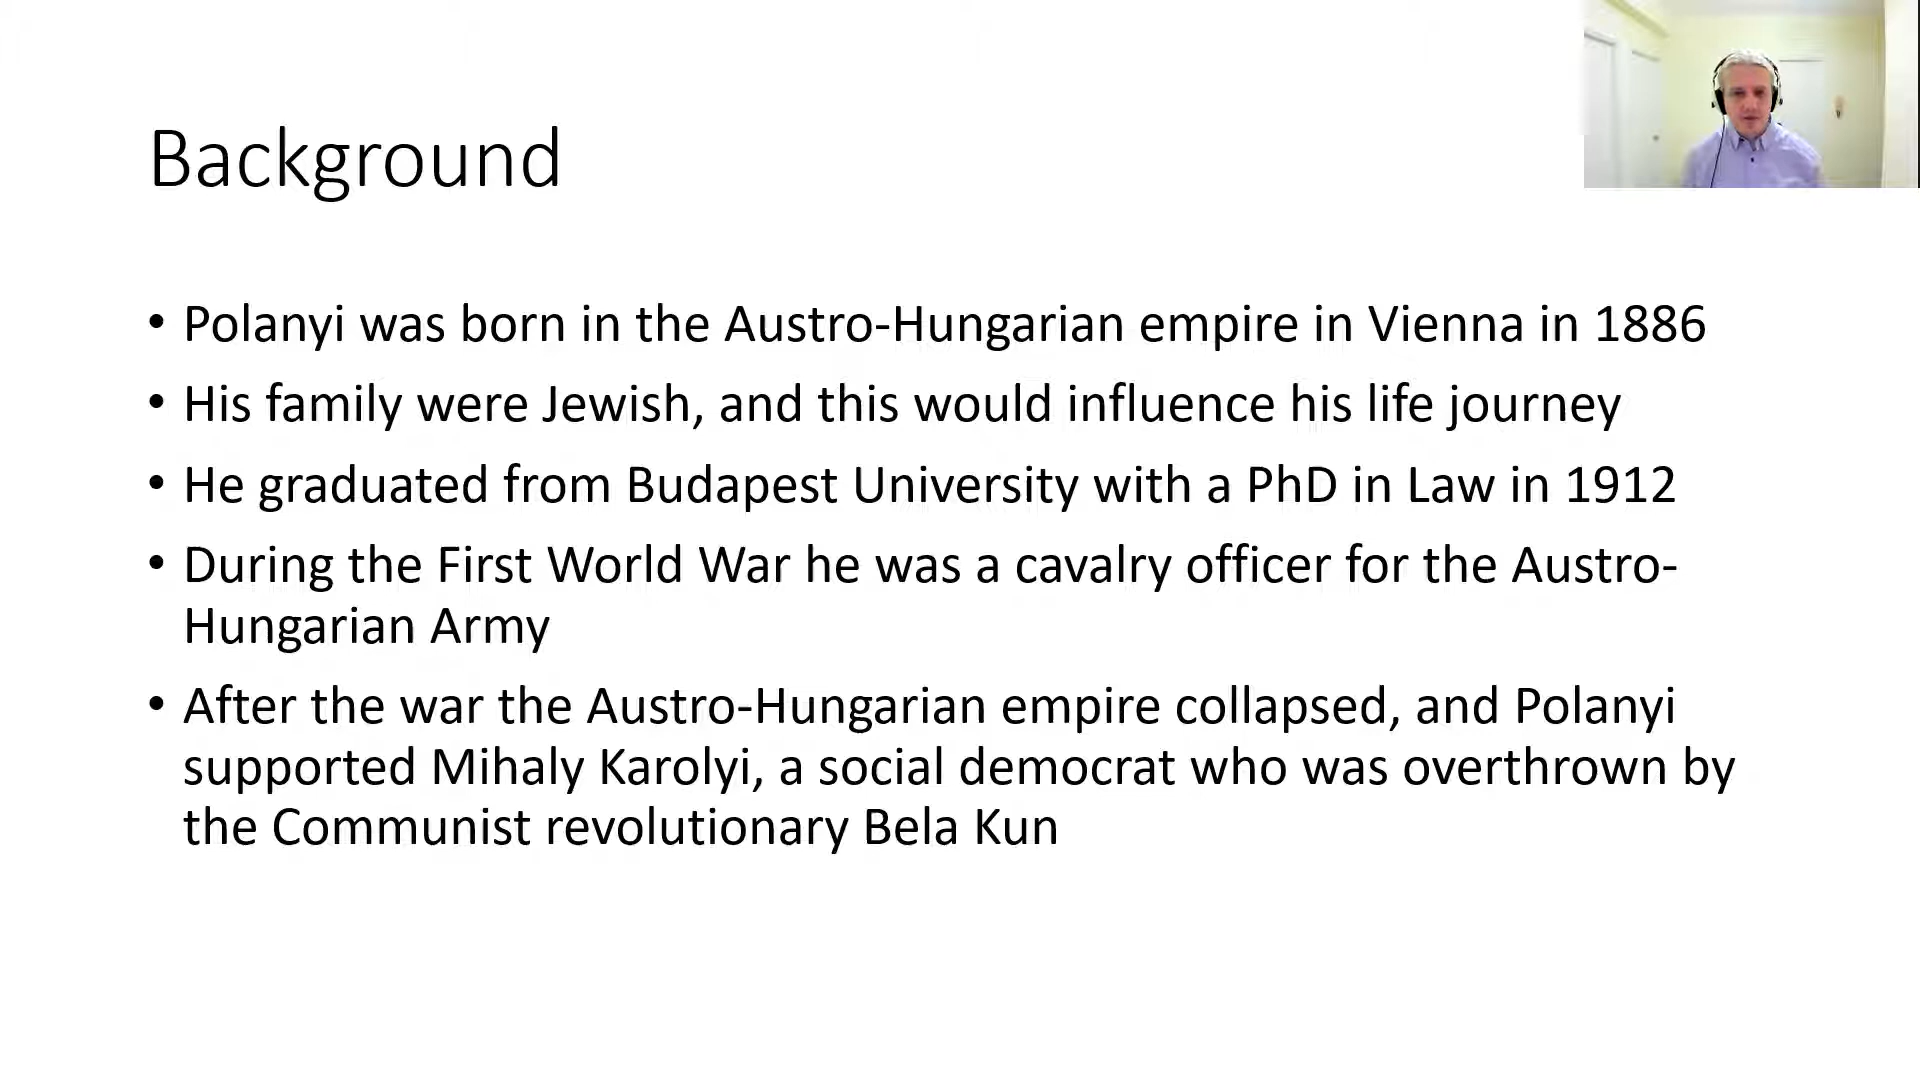 Background
• Polanyi was born in the Austro-Hungarian empire in Vienna in 1886
• His family were Jewish, and this would influence his life journey
• He graduated from Budapest University with a PhD in Law in 1912
• During the First World War he was a cavalry officer for the Austro-
Hungarian Army
• After the war the Austro-Hungarian empire collapsed, and Polanyi
supported Mihaly Karolyi, a social democrat who was overthrown by
the Communist revolutionary Bela Kun